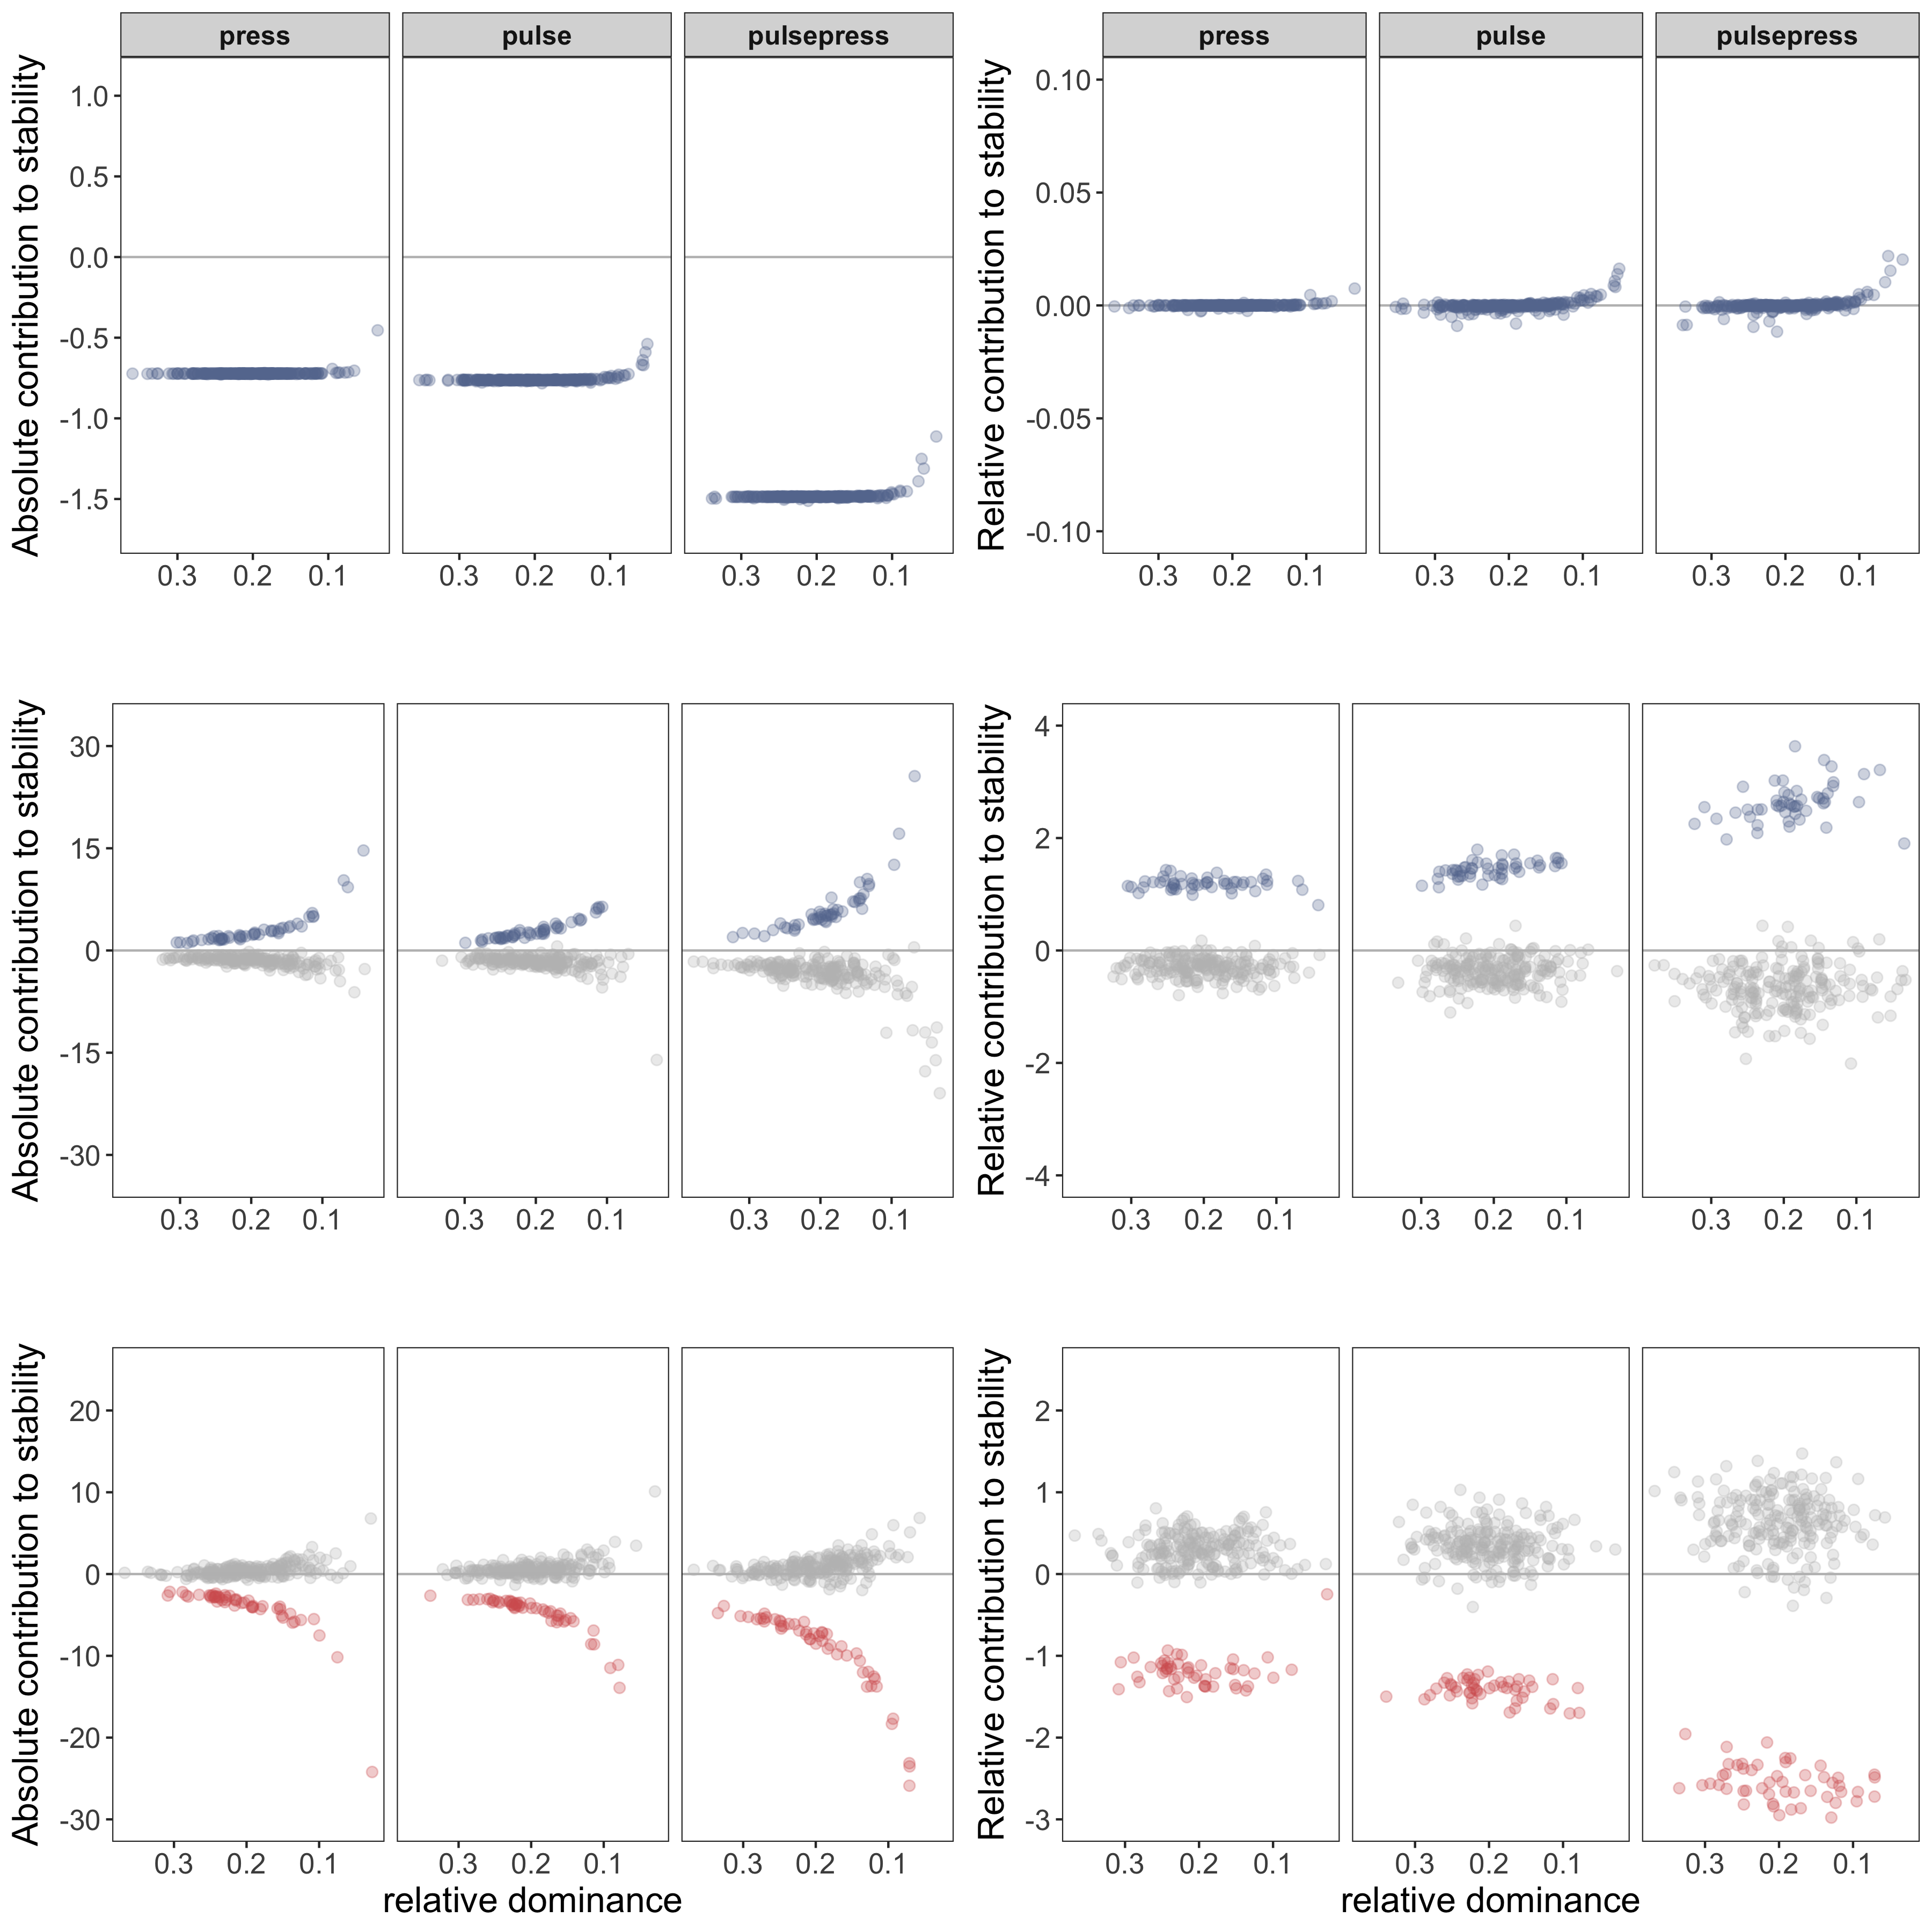 press pulse pulsepress
Absolute contribution to stability
1.0
0.5
0.0
-0.5
-1.0
-1.5
0.3 0.2 0.1 0.3 0.2 0.1 0.3 0.2 0.1
press pulse pulsepress
Relative contribution to stability
0.10
0.05
0.00
-0.05
-0.10
0.3 0.2 0.1 0.3 0.2 0.1 0.3 0.2 0.1
Absolute contribution to stability
30
15
0
-15
-30
0.3 0.2 0.1 0.3 0.2 0.1 0.3 0.2 0.1
Relative contribution to stability
4
2
0
-2
-4
0.3 0.2 0.1 0.3 0.2 0.1 0.3 0.2 0.1
Absolute contribution to stability
20
10
0
-10
-20
-30
0.3 0.2 0.1 0.3 0.2 0.1 0.3 0.2 0.1
relative dominance
Relative contribution to stability
2
1
0
-1
-2
-3
0.3 0.2 0.1 0.3 0.2 0.1 0.3 0.2 0.1
relative dominance